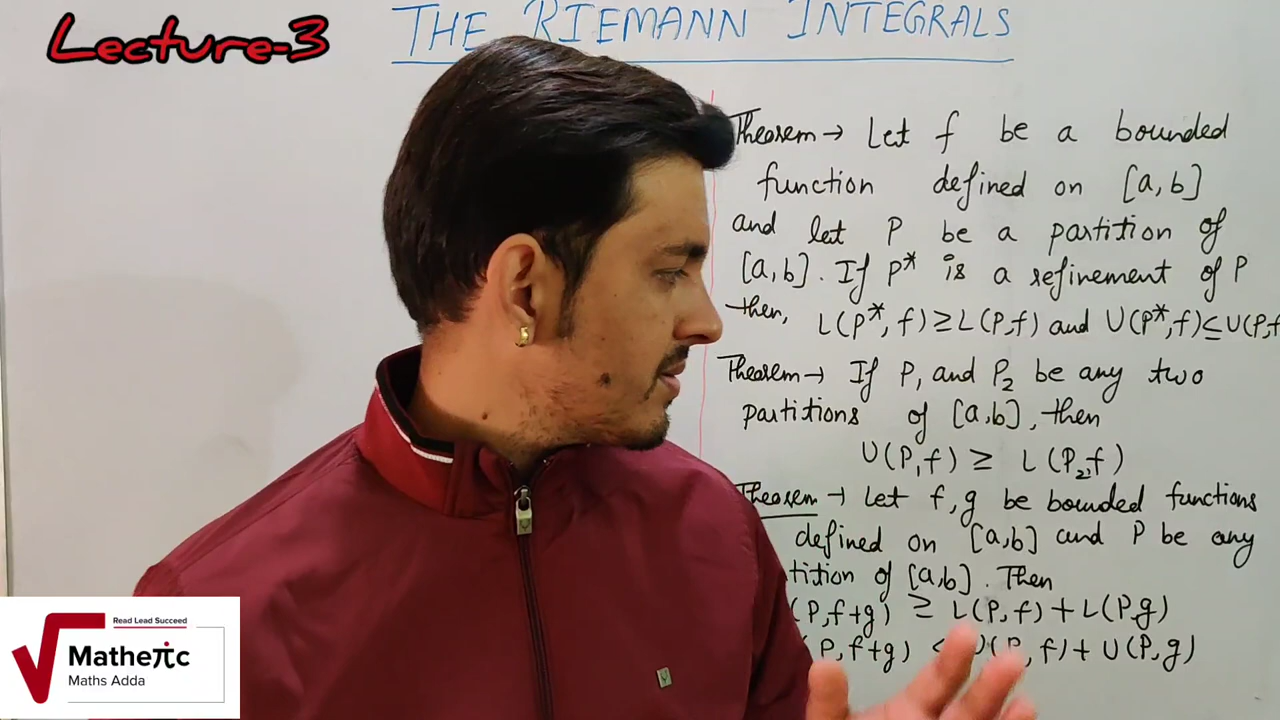 Lecture-3
THE RIEMANN INTEGRALS
Theorem → Let f be a bounded
function defined on [a,b]
and let P be a partition of
[a,b]. If P* is a refinement of P
then, L(P*,f) ≥ L(P,f) and U(P*,f) ≤ U(P,f
Theorem → If P₁ and P₂ be any two
partitions of [a,b], then
U(P₁,f) ≥ L(P₂,f)
Theorem → Let f,g be bounded functions
defined on [a,b] and P be any
tition of [a,b]. Then
(P,f+g) ≥ L(P,f) + L(P,g)
P,f+g) , f) + U(P,g)
Read Lead Succeed
Matheπc
Maths Adda